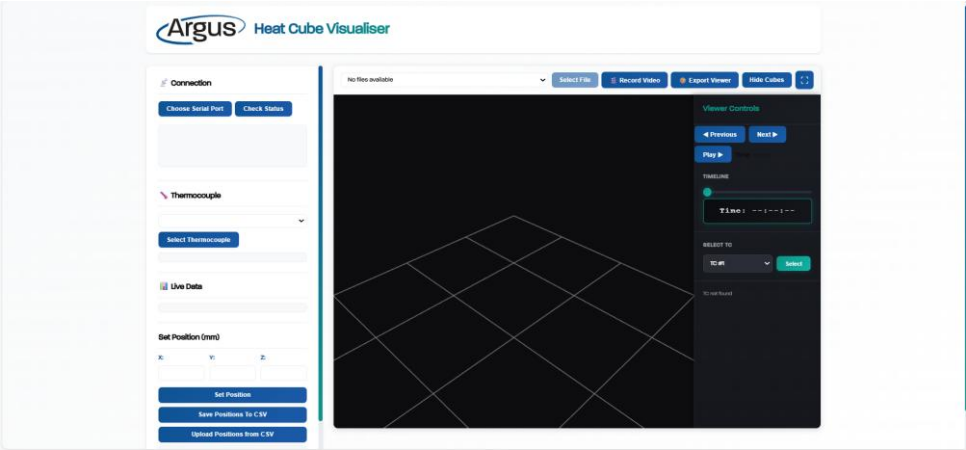 Argus Heat Cube Visualiser
Connection
Choose Serial Port Check Status
Thermocouple
Select Thermocouple
Live Data
Set Position (mm)
X: Y: Z:
Set Position
Save Positions To CSV
Upload Positions from CSV
No files available Select File Record Video Export Viewer Hide Cubes
Viewer Controls
◀ Previous Next ▶
Play ▶
TIMELINE
Time: --:--:--
SELECT TC
TC #1 Select
TC not found